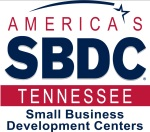 AMERICA'S
SBDC
TENNESSEE
Small Business
Development Centers